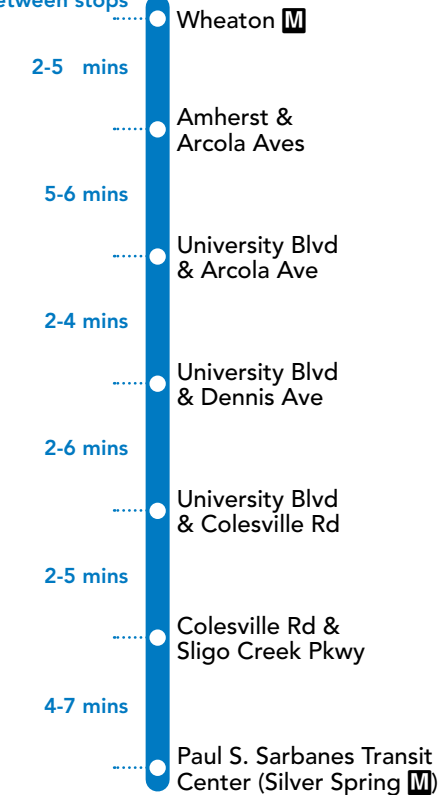 between stops
Wheaton M
2-5 mins
Amherst &
Arcola Aves
5-6 mins
University Blvd
& Arcola Ave
2-4 mins
University Blvd
& Dennis Ave
2-6 mins
University Blvd
& Colesville Rd
2-5 mins
Colesville Rd &
Sligo Creek Pkwy
4-7 mins
Paul S. Sarbanes Transit
Center (Silver Spring M)